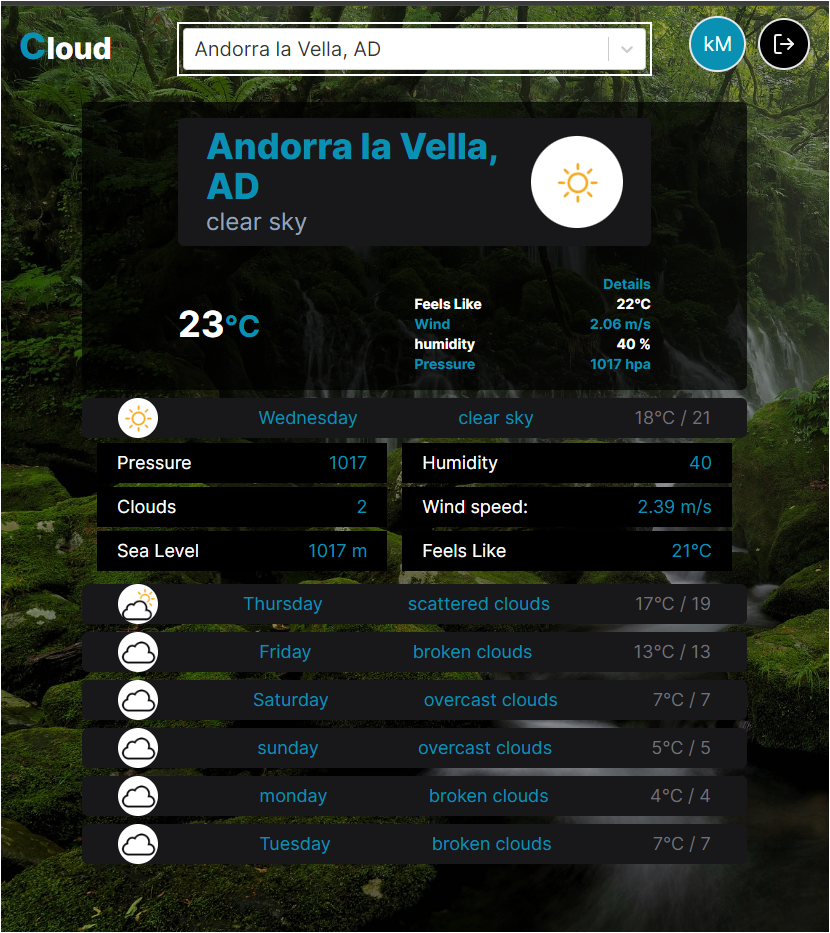 Cloud
Andorra la Vella, AD
kM
Andorra la Vella,
AD
clear sky
23°C
Details
Feels Like 22°C
Wind 2.06 m/s
humidity 40 %
Pressure 1017 hpa
Wednesday clear sky 18°C / 21
Pressure 1017 Humidity 40
Clouds 2 Wind speed: 2.39 m/s
Sea Level 1017 m Feels Like 21°C
Thursday scattered clouds 17°C / 19
Friday broken clouds 13°C / 13
Saturday overcast clouds 7°C / 7
sunday overcast clouds 5°C / 5
monday broken clouds 4°C / 4
Tuesday broken clouds 7°C / 7